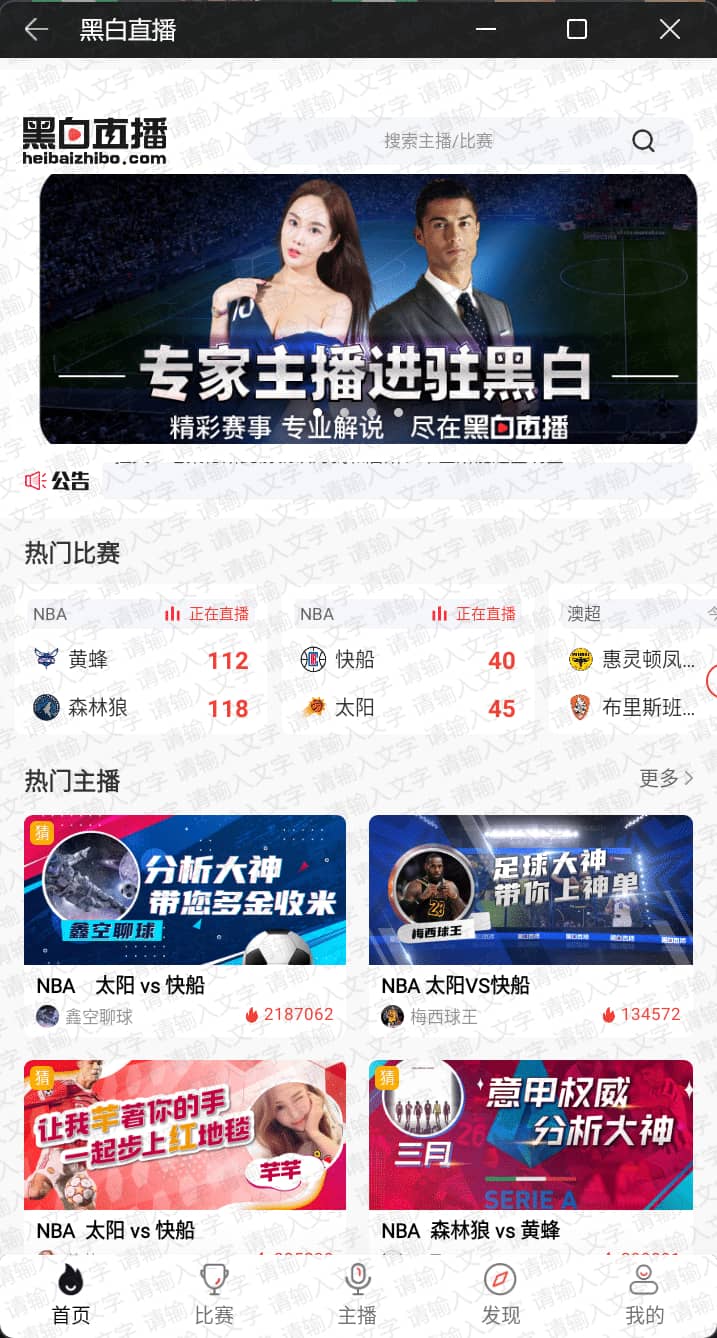 黑白直播
黑白直播
heibaizhibo.com
搜索主播/比赛
专家主播进驻黑白
精彩赛事 专业解说 尽在黑白直播
公告
热门比赛
NBA 正在直播
黄蜂 112
森林狼 118
NBA 正在直播
快船 40
太阳 45
澳超
惠灵顿凤...
布里斯班...
热门主播 更多
猜
分析大神
带您多金收米
鑫空聊球
NBA 太阳 vs 快船
鑫空聊球 2187062
足球大神
带你上神单
梅西球王
NBA 太阳VS快船
梅西球王 134572
猜
让我芊著你的手
一起步上红地毯
芊芊
NBA 太阳 vs 快船
猜
意甲权威
分析大神
三月
SERIE A
NBA 森林狼 vs 黄蜂
首页 比赛 主播 发现 我的
请输入文字